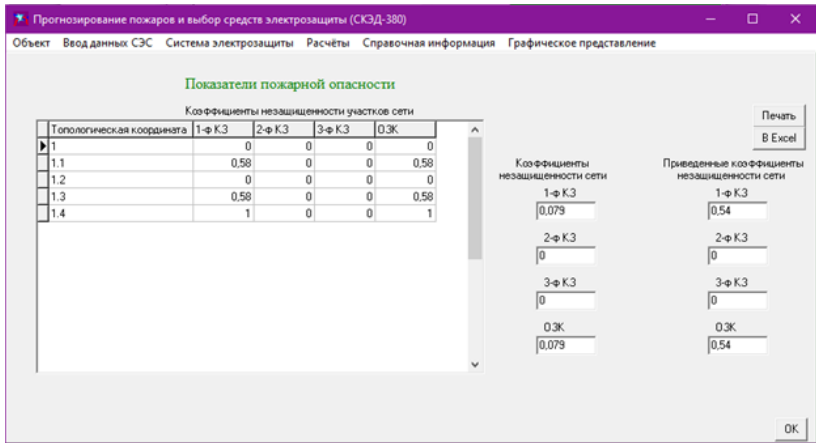 Прогнозирование пожаров и выбор средств электрозащиты (СКЭД-380)
Объект Ввод данных СЭС Система электрозащиты Расчёты Справочная информация Графическое представление
Показатели пожарной опасности
Коэффициенты незащищенности участков сети
Топологическая координата 1-ф КЗ 2-ф КЗ 3-ф КЗ ОЗК
1 0 0 0 0
1.1 0,58 0 0 0,58
1.2 0 0 0 0
1.3 0,58 0 0 0,58
1.4 1 0 0 1
Печать
В Excel
Коэффициенты
незащищенности сети
1-ф КЗ
0,079
2-ф КЗ
0
3-ф КЗ
0
ОЗК
0,079
Приведенные коэффициенты
незащищенности сети
1-ф КЗ
0,54
2-ф КЗ
0
3-ф КЗ
0
ОЗК
0,54
ОК